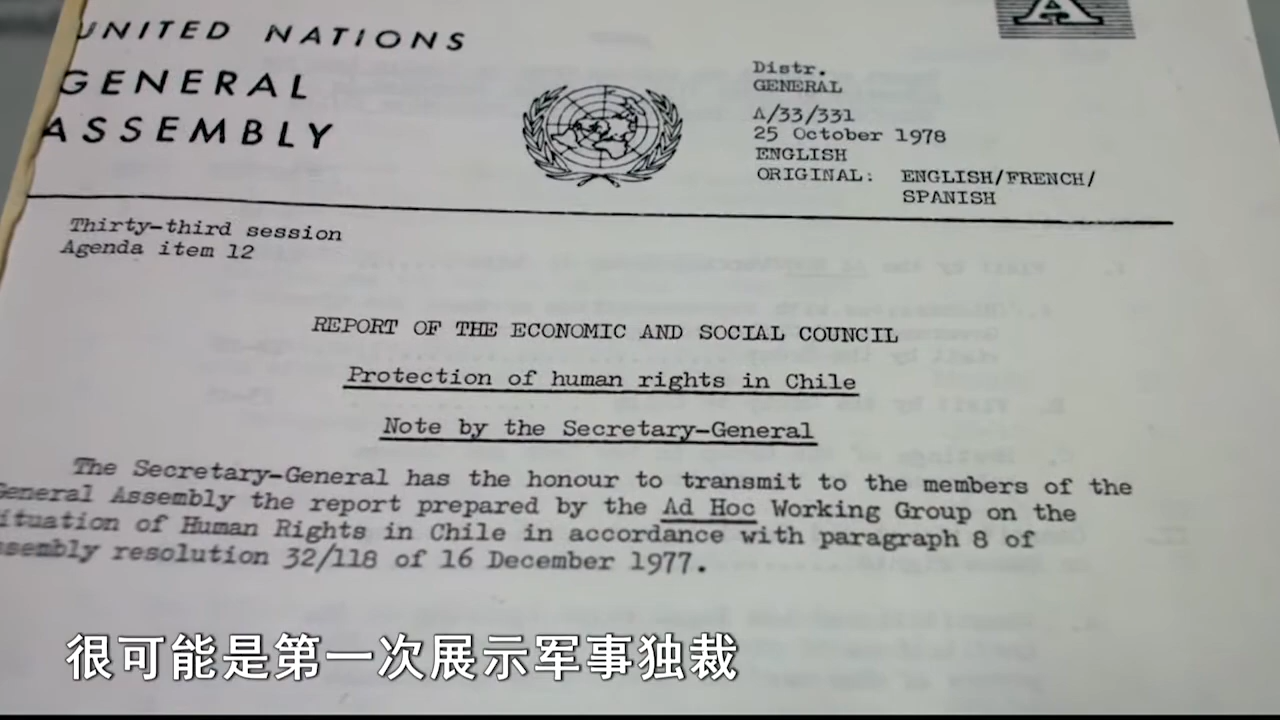 UNITED NATIONS
GENERAL
ASSEMBLY
A
Distr.
GENERAL
A/33/331
25 October 1978
ENGLISH
ORIGINAL: ENGLISH/FRENCH/
SPANISH
Thirty-third session
Agenda item 12
REPORT OF THE ECONOMIC AND SOCIAL COUNCIL
Protection of human rights in Chile
Note by the Secretary-General
The Secretary-General has the honour to transmit to the members of the
General Assembly the report prepared by the Ad Hoc Working Group on the
ituation of Human Rights in Chile in accordance with paragraph 8 of
ssembly resolution 32/118 of 16 December 1977.
很可能是第一次展示军事独裁